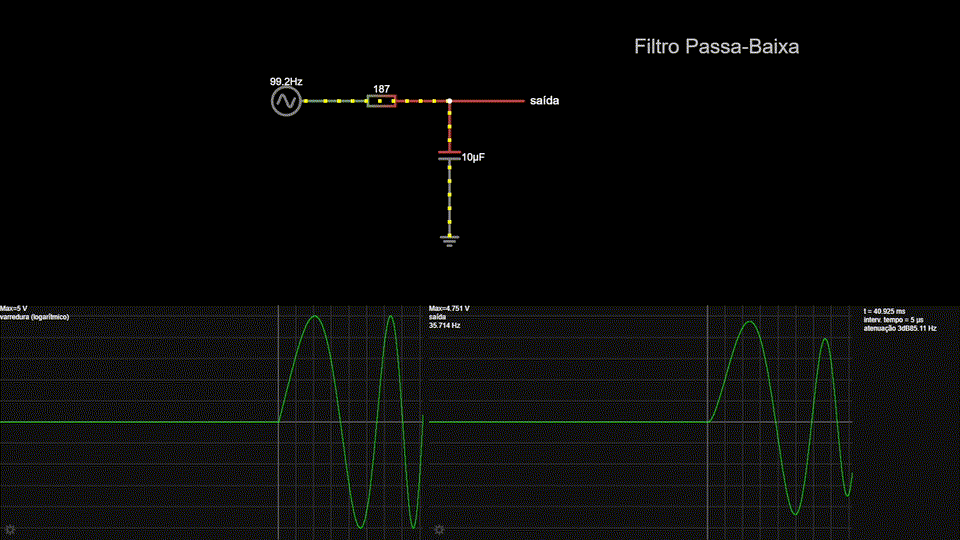 Filtro Passa-Baixa
99.2Hz
187
saída
10μF
Max=5 V
varredura (logarítmico)
Max=4.751 V
saída
35.714 Hz
t = 40.925 ms
interv. tempo = 5 μs
atenuação 3dB85.11 Hz